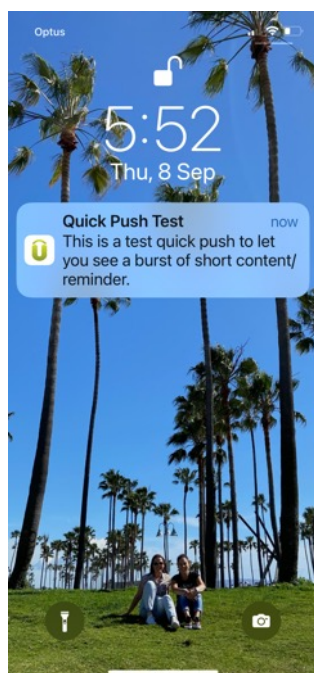 Optus
5:52
Thu, 8 Sep
Quick Push Test now
This is a test quick push to let
you see a burst of short content/
reminder.